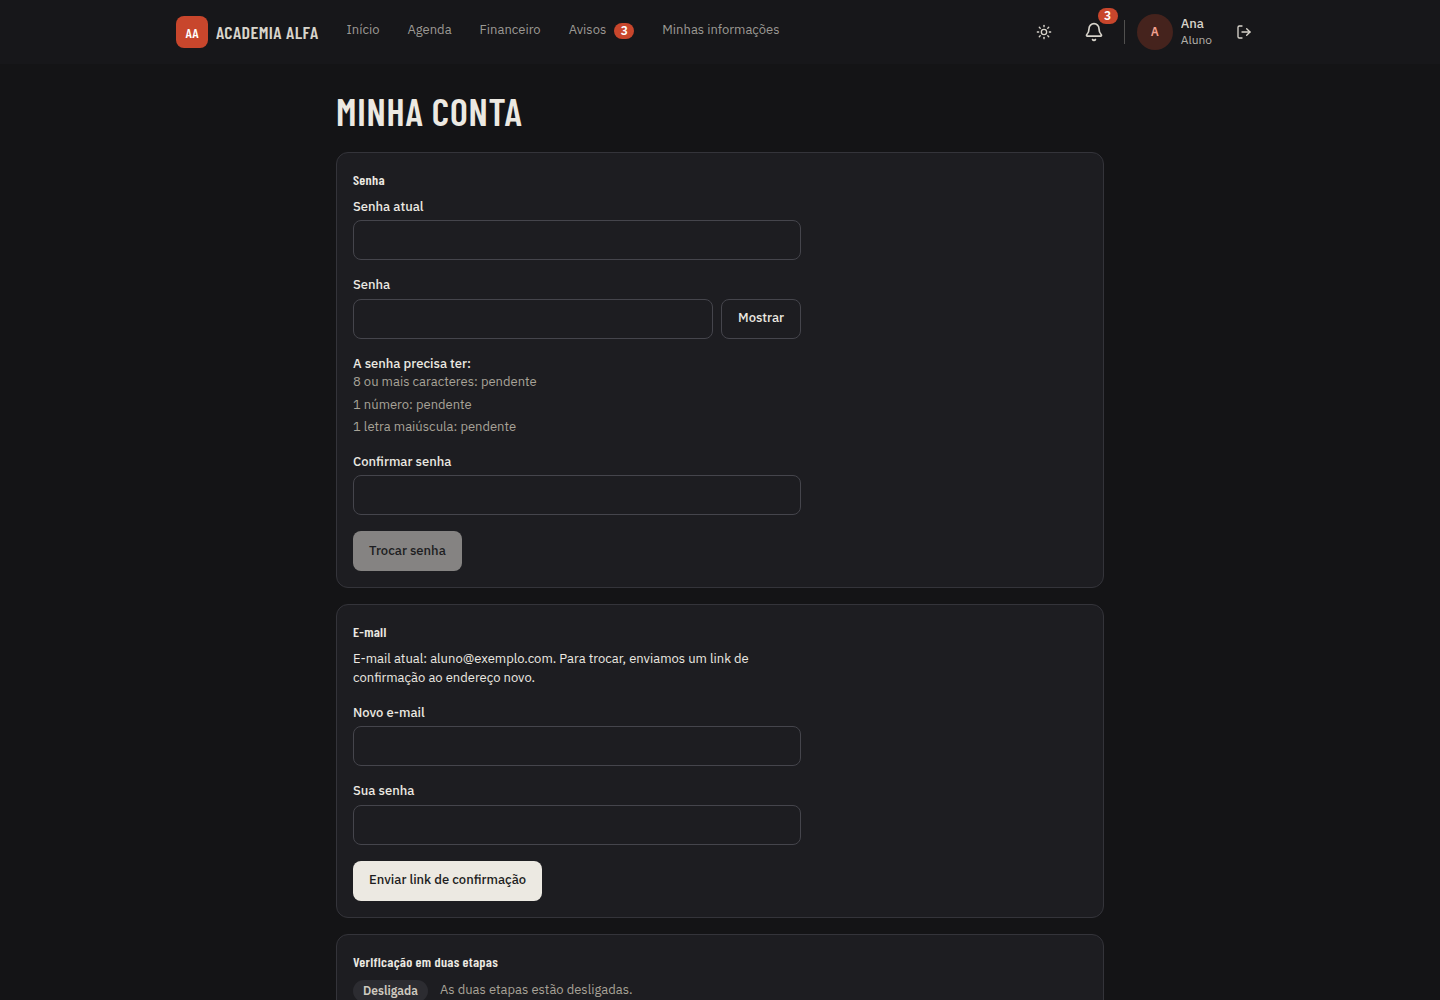 AA ACADEMIA ALFA Início Agenda Financeiro Avisos 3 Minhas informações 3 A Ana
Aluno
MINHA CONTA
Senha
Senha atual
Senha
Mostrar
A senha precisa ter:
8 ou mais caracteres: pendente
1 número: pendente
1 letra maiúscula: pendente
Confirmar senha
Trocar senha
E-mail
E-mail atual: aluno@exemplo.com. Para trocar, enviamos um link de
confirmação ao endereço novo.
Novo e-mail
Sua senha
Enviar link de confirmação
Verificação em duas etapas
Desligada As duas etapas estão desligadas.